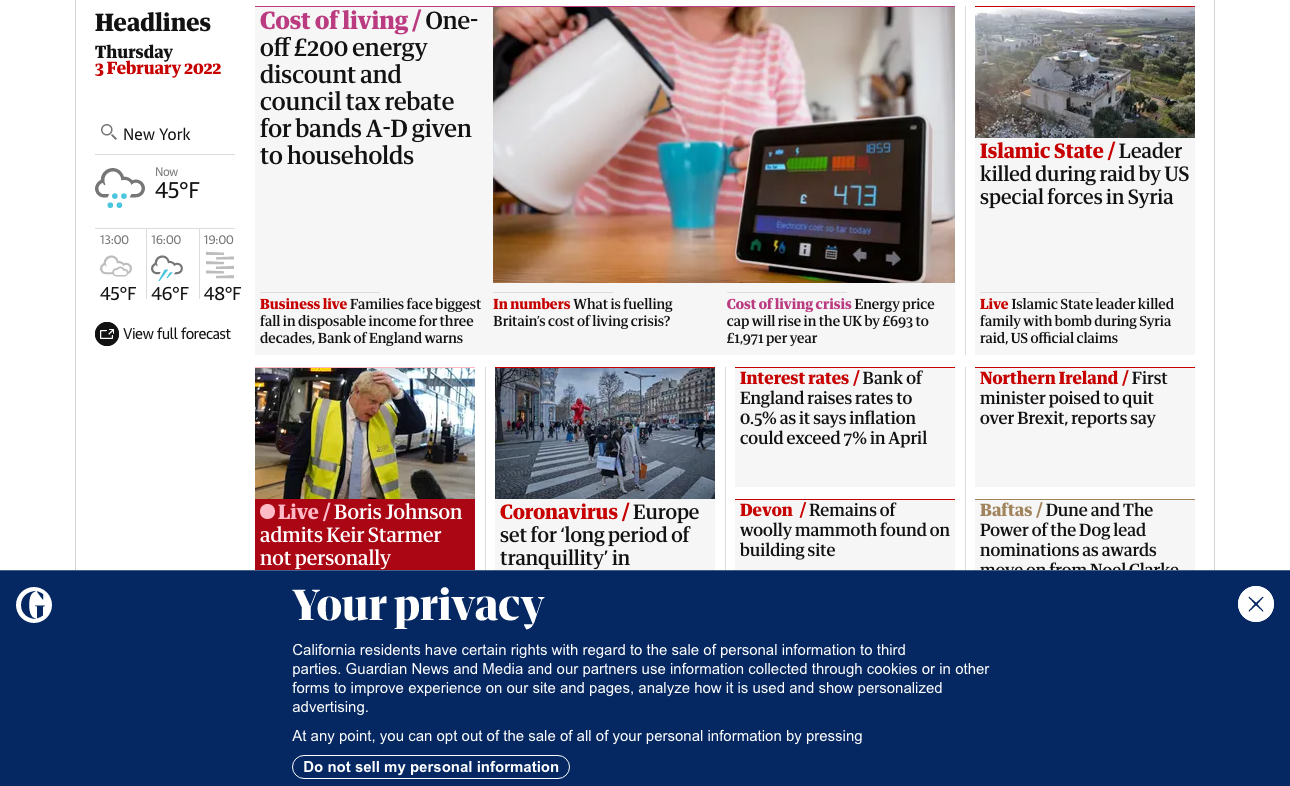 Headlines
Thursday
3 February 2022
New York
Now
45°F
13:00
16:00
19:00
45°F
46°F
48°F
View full forecast
Cost of living / One-
off £200 energy
discount and
council tax rebate
for bands A-D given
to households
1859
£
4.73
Electricity cost so far today
Islamic State / Leader
killed during raid by US
special forces in Syria
Business live Families face biggest
fall in disposable income for three
decades, Bank of England warns
In numbers What is fuelling
Britain's cost of living crisis?
Cost of living crisis Energy price
cap will rise in the UK by £693 to
£1,971 per year
Live Islamic State leader killed
family with bomb during Syria
raid, US official claims
Live / Boris Johnson
admits Keir Starmer
not personally
Coronavirus / Europe
set for ‘long period of
tranquillity’ in
Interest rates / Bank of
England raises rates to
0.5% as it says inflation
could exceed 7% in April
Northern Ireland / First
minister poised to quit
over Brexit, reports say
Devon / Remains of
woolly mammoth found on
building site
Baftas / Dune and The
Power of the Dog lead
nominations as awards
move on from Noel Clarke
Your privacy
California residents have certain rights with regard to the sale of personal information to third
parties. Guardian News and Media and our partners use information collected through cookies or in other
forms to improve experience on our site and pages, analyze how it is used and show personalized
advertising.
At any point, you can opt out of the sale of all of your personal information by pressing
Do not sell my personal information